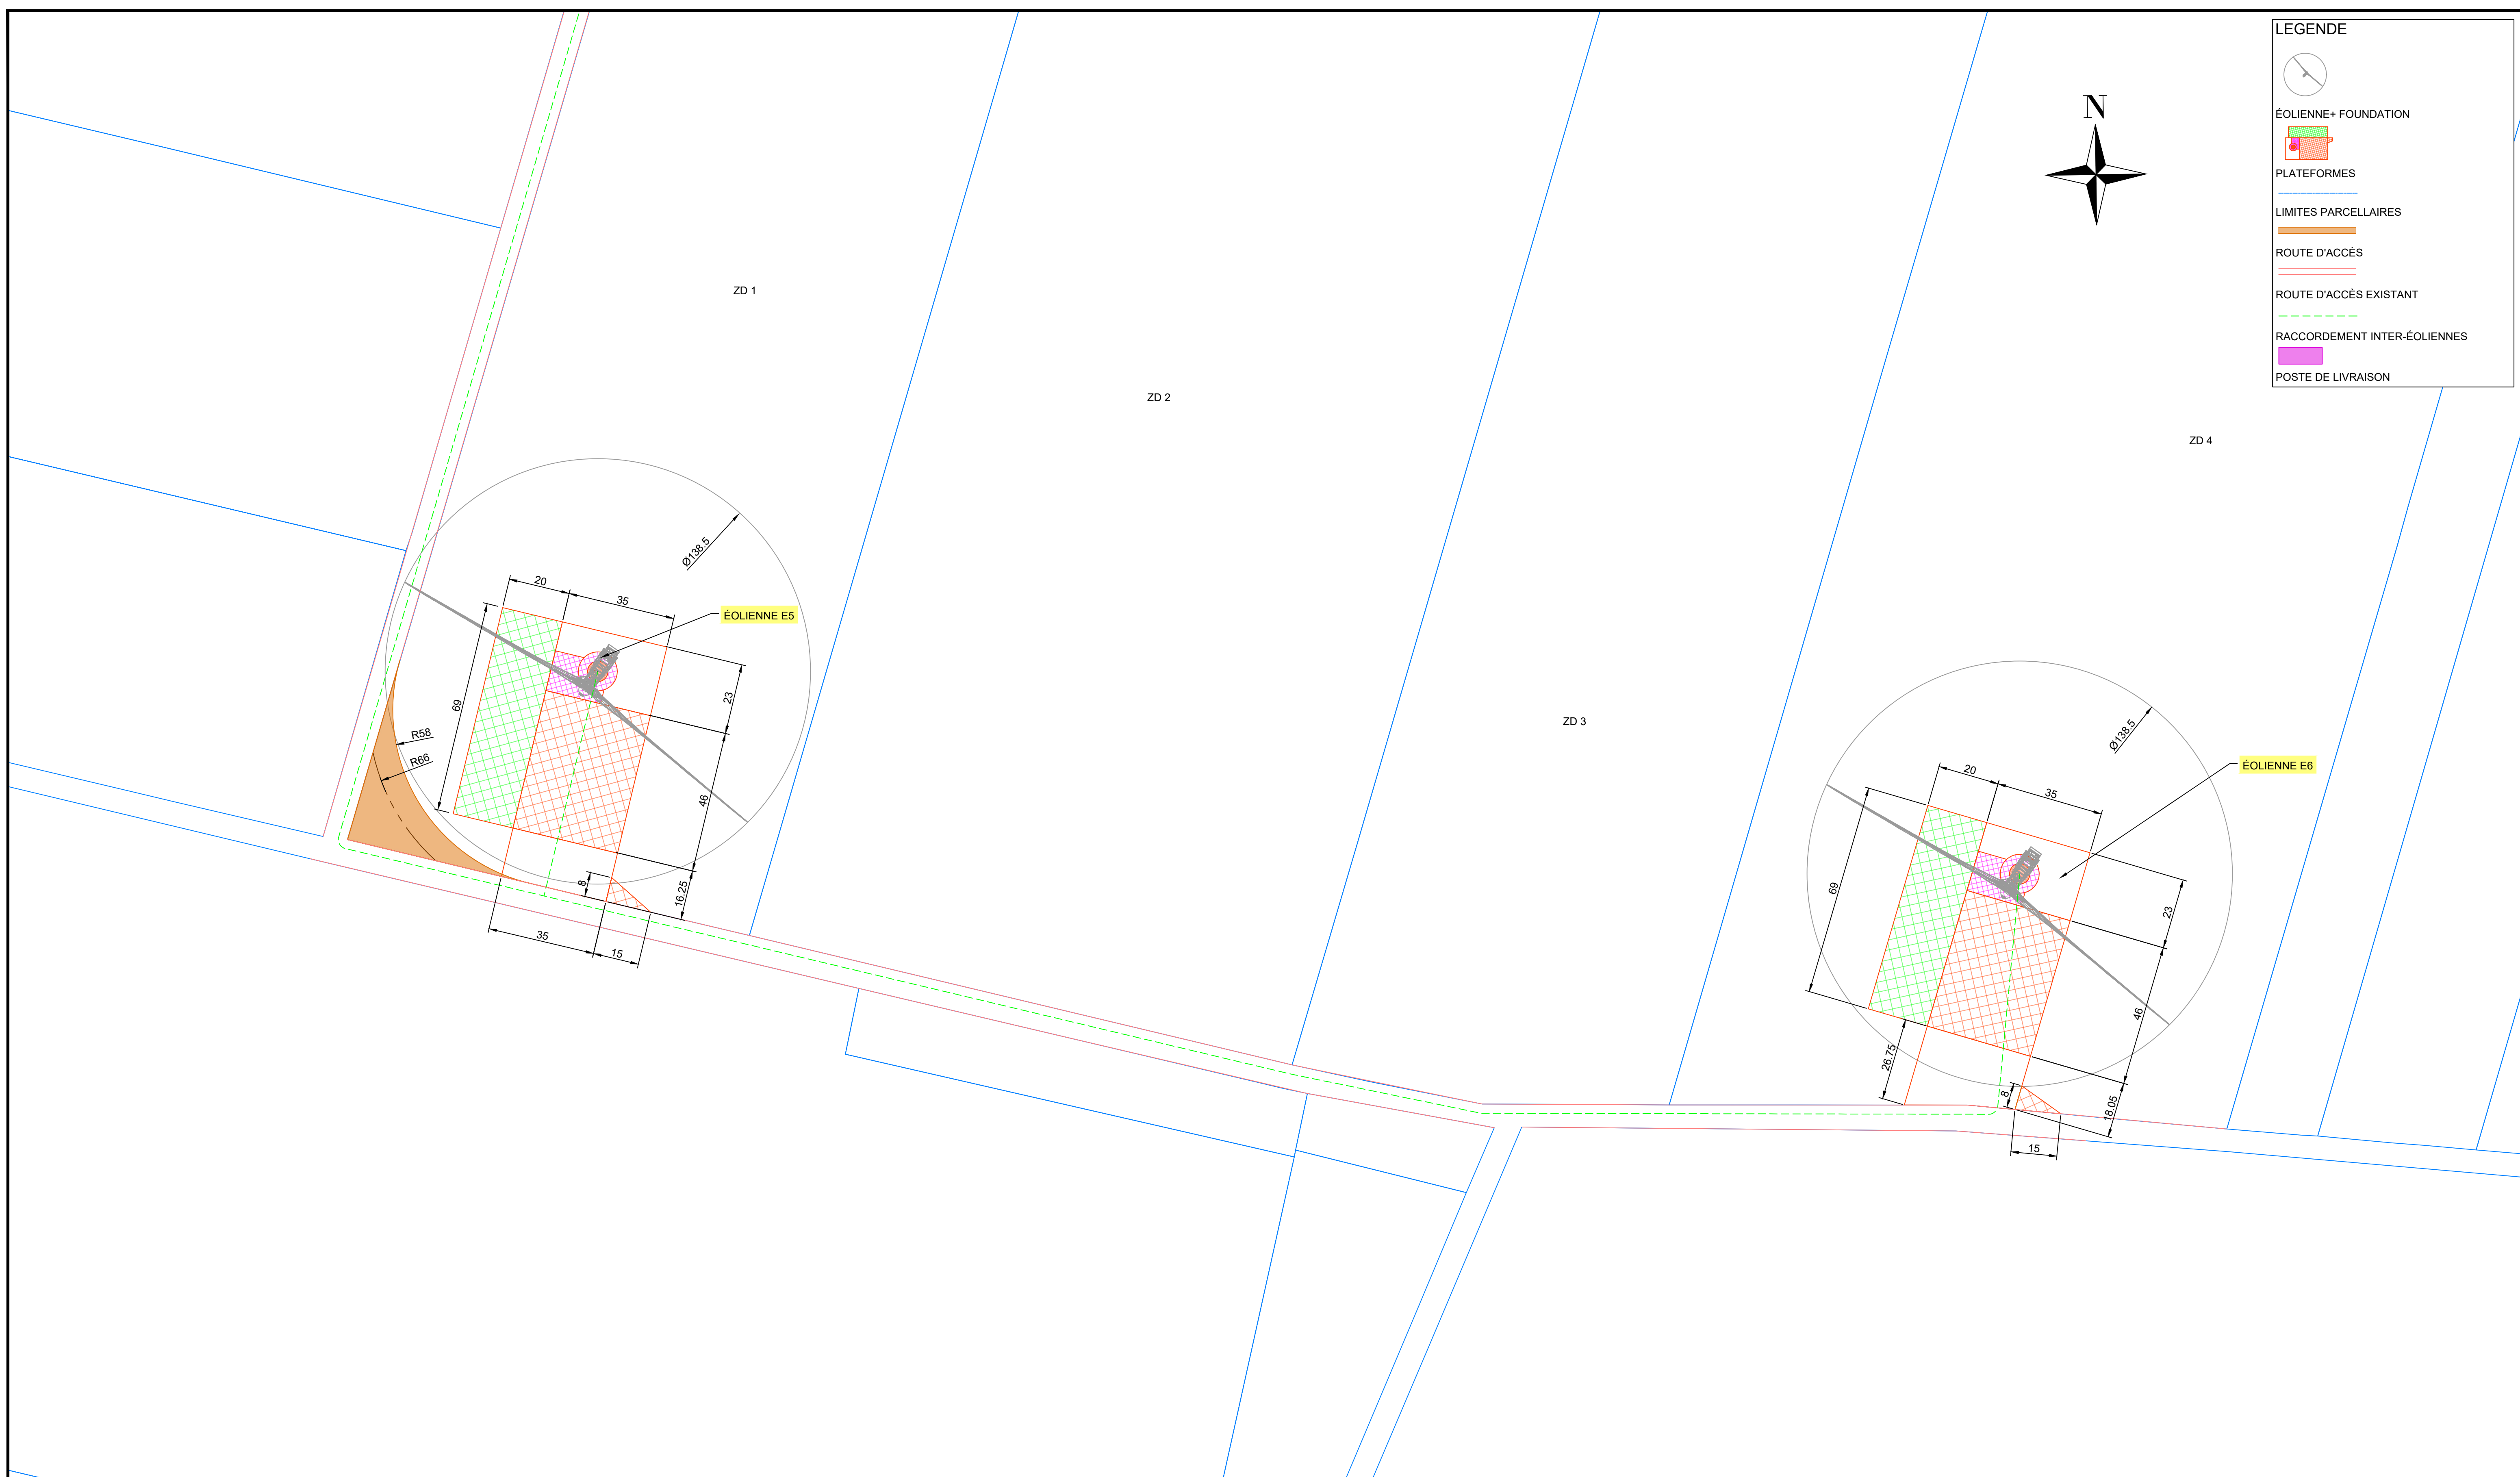 LEGENDE
N
ÉOLIENNE+ FOUNDATION
PLATEFORMES
LIMITES PARCELLAIRES
ROUTE D'ACCÈS
ROUTE D'ACCÈS EXISTANT
RACCORDEMENT INTER-ÉOLIENNES
POSTE DE LIVRAISON
ZD 1
ZD 2
ZD 3
ZD 4
Ø138.5
20
35
ÉOLIENNE E5
69
23
R58
R66
46
8
16.25
35
15
Ø138.5
ÉOLIENNE E6
20
35
69
23
46
26.75
8
18.05
15